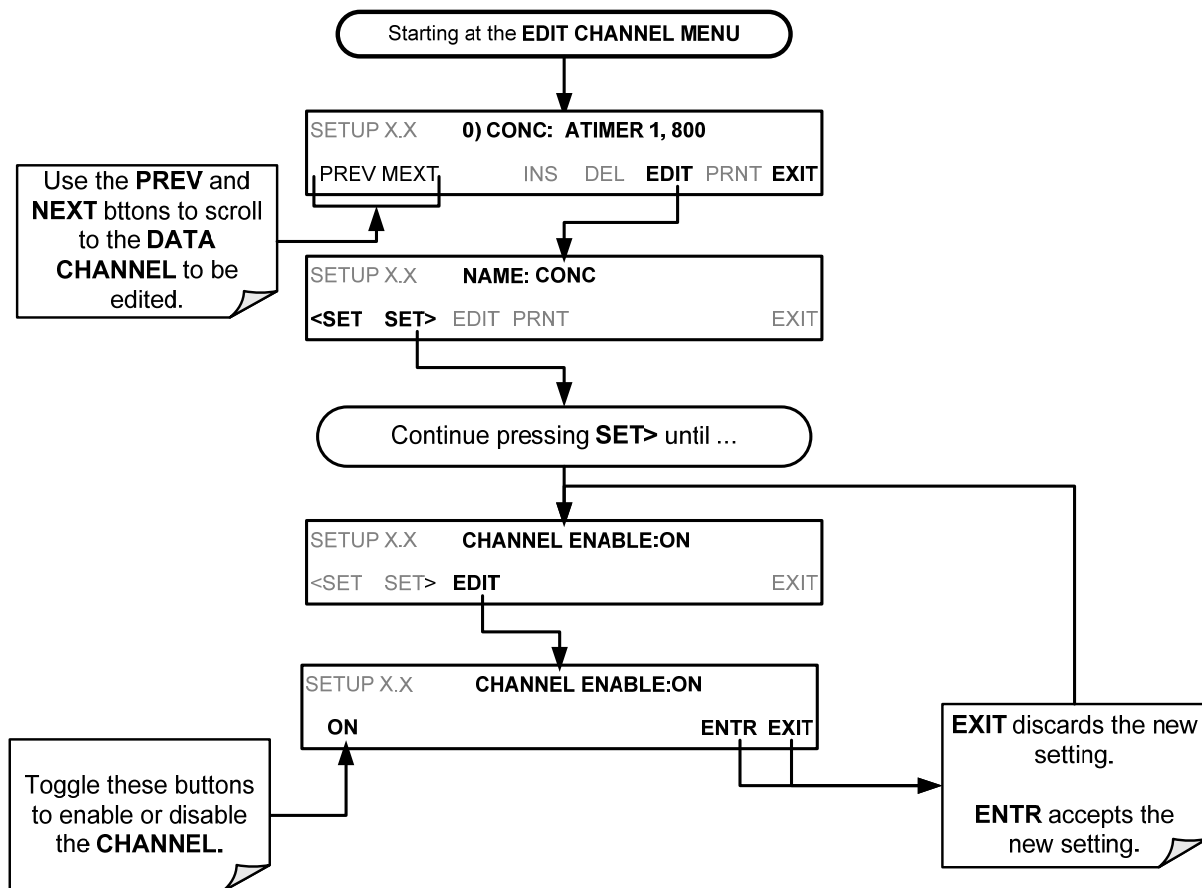 Starting at the EDIT CHANNEL MENU
SETUP X.X 0) CONC: ATIMER 1, 800
PREV MEXT INS DEL EDIT PRNT EXIT
Use the PREV and
NEXT bttons to scroll
to the DATA
CHANNEL to be
edited.
SETUP X.X NAME: CONC
<SET SET> EDIT PRNT EXIT
Continue pressing SET> until ...
SETUP X.X CHANNEL ENABLE:ON
<SET SET> EDIT EXIT
SETUP X.X CHANNEL ENABLE:ON
ON ENTR EXIT
Toggle these buttons
to enable or disable
the CHANNEL.
EXIT discards the new
setting.
ENTR accepts the
new setting.